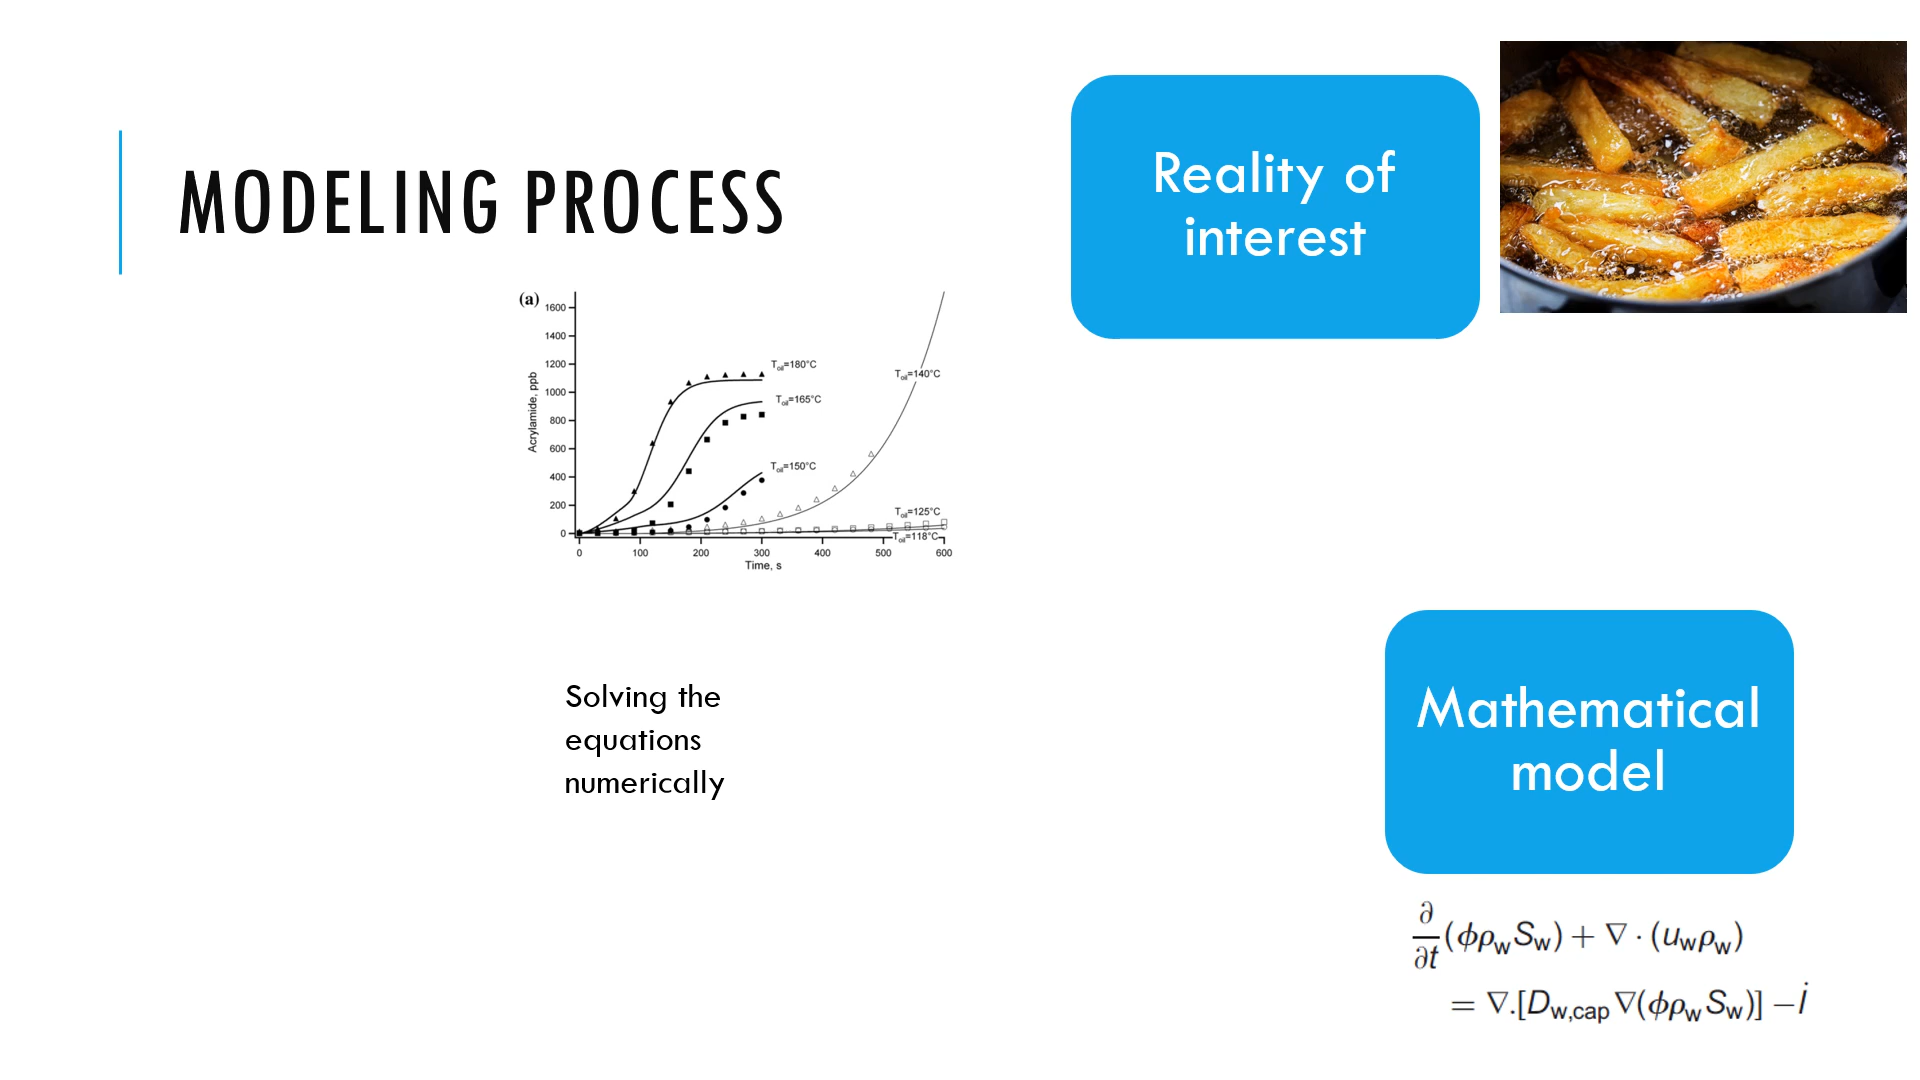 MODELING PROCESS
Reality of
interest
(a)
1600
1400
1200
1000
800
600
400
200
0
Acrylamide, ppb
T_oil=180°C
T_oil=165°C
T_oil=150°C
T_oil=140°C
T_oil=125°C
T_oil=118°C
0 100 200 300 400 500 600
Time, s
Solving the
equations
numerically
Mathematical
model
∂/∂t(ϕρ_w S_w) + ∇ · (u_w ρ_w)
= ∇.[D_w,cap ∇(ϕρ_w S_w)] − İ